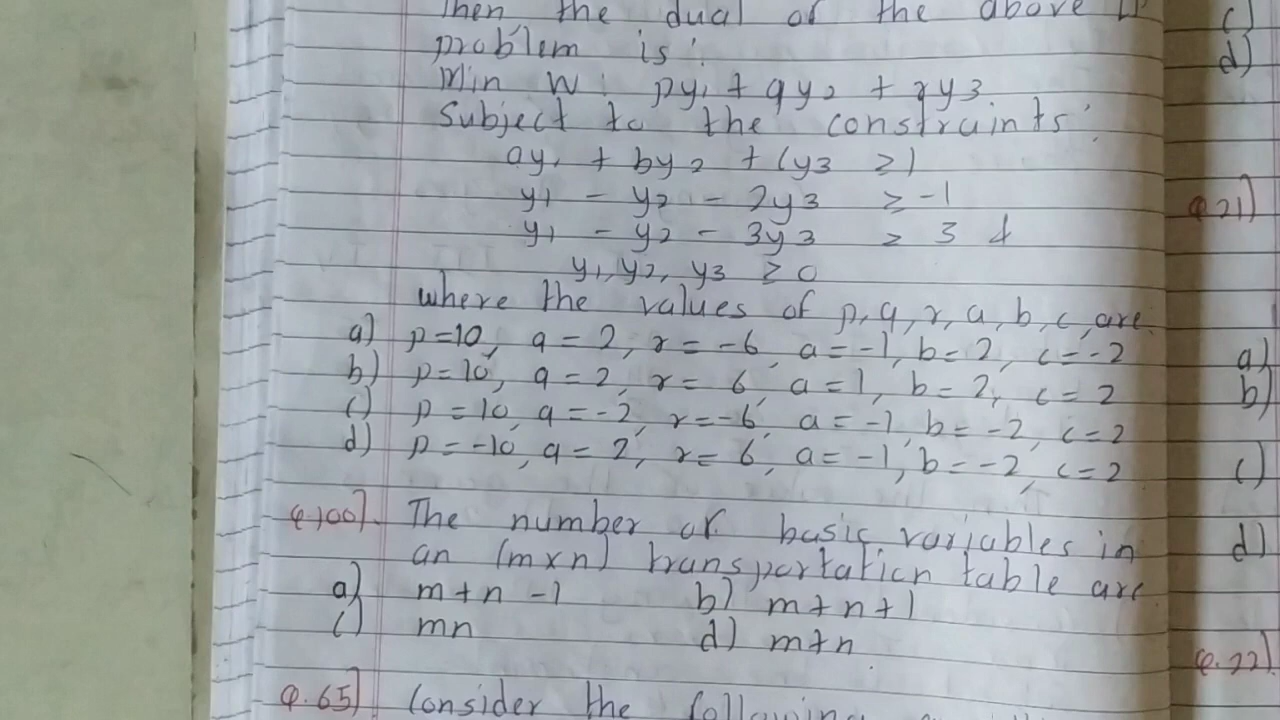 Then the dual of the above LP
problem is:
Min W: py₁ + qy₂ + ry₃
Subject to the constraints:
ay₁ + by₂ + cy₃ ≥ 1
y₁ - y₂ - 2y₃ ≥ -1
y₁ - y₂ - 3y₃ ≥ 3 &
y₁, y₂, y₃ ≥ 0
where the values of p, q, r, a, b, c, are:
a) p=10, q=2, r=-6, a=-1, b=2, c=-2
b) p=10, q=2, r=6, a=1, b=2, c=2
c) p=10, q=-2, r=-6, a=-1, b=-2, c=2
d) p=-10, q=2, r=6, a=-1, b=-2, c=2
Q.100]. The number of basic variables in
an (m×n) transportation table are
a) m+n-1 b) m+n+1
c) mn d) m+n.
Q.65] Consider the following
c)
d)
Q.21)
a)
b)
c)
d)
Q.22)